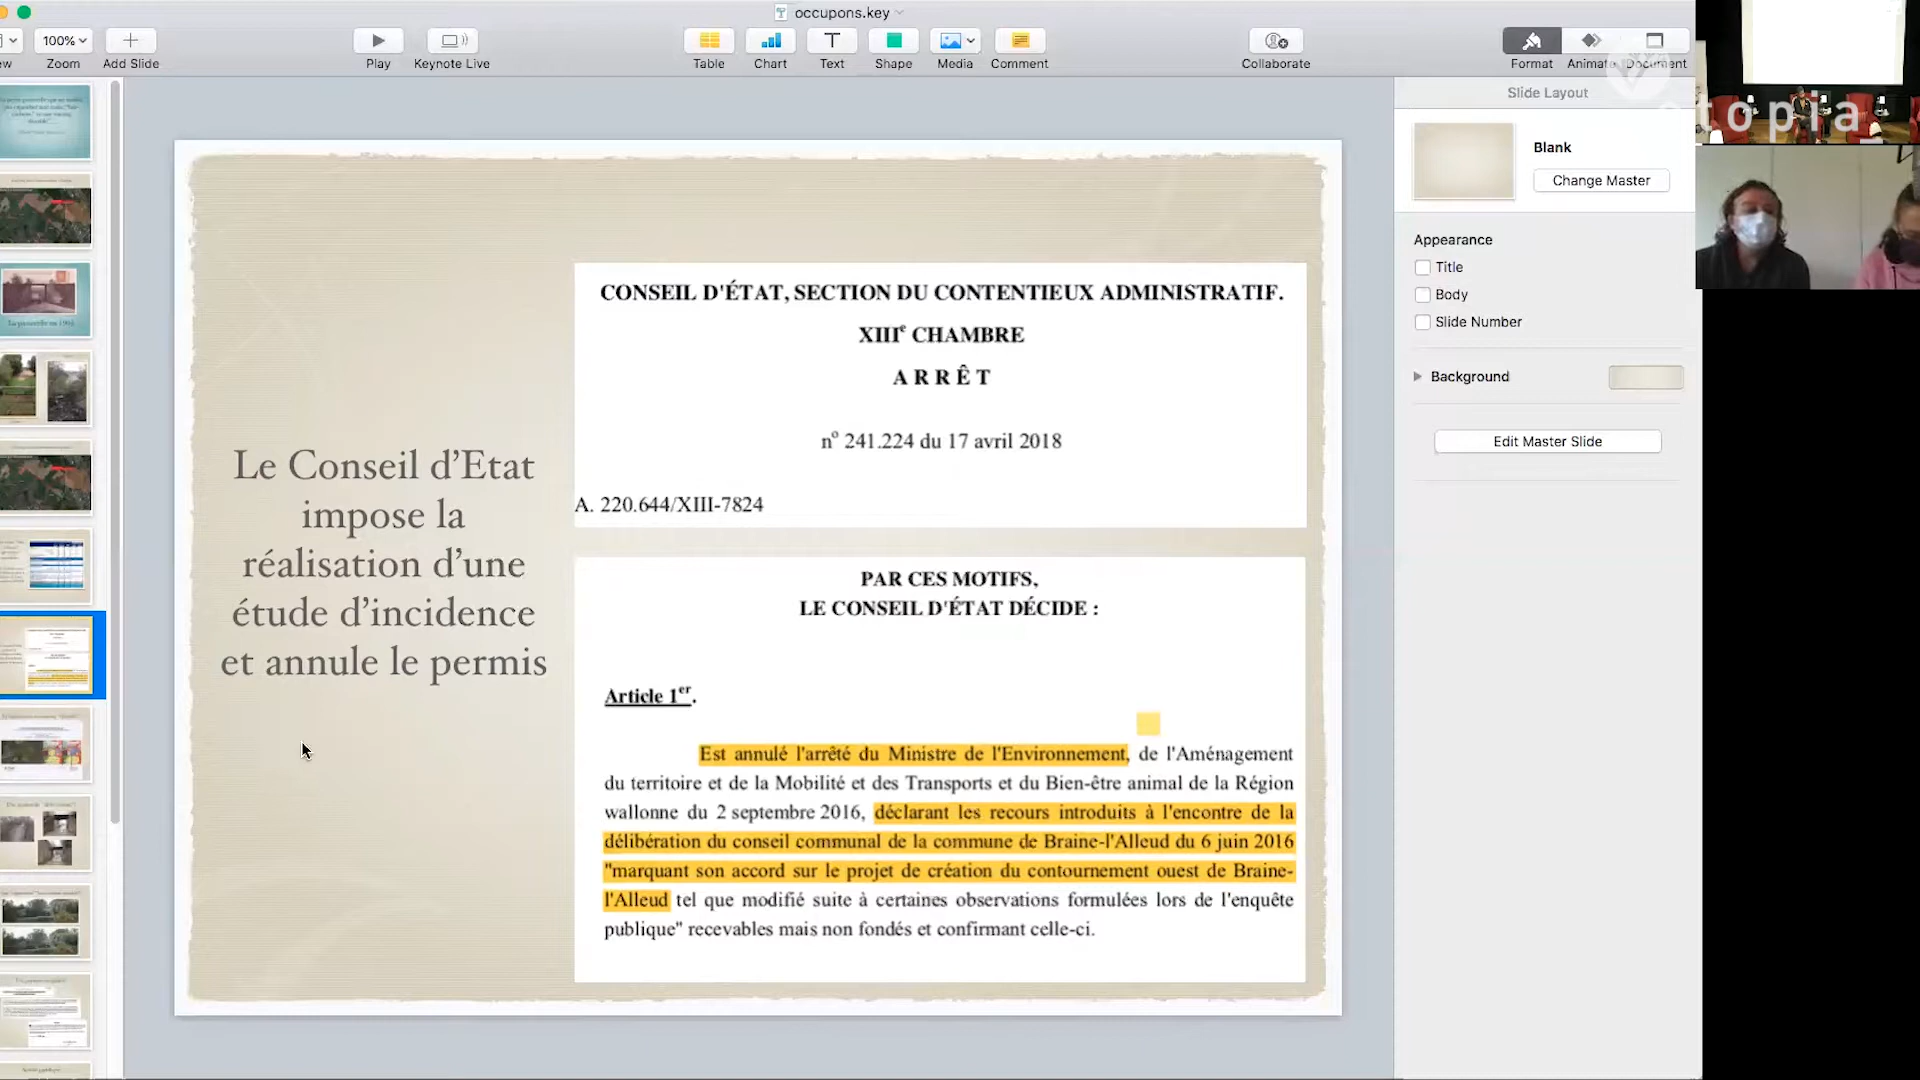 occupons.key
100%
Zoom
Add Slide
Play
Keynote Live
Table
Chart
Text
Shape
Media
Comment
Collaborate
Format
Animate
Document
topia
Slide Layout
Blank
Change Master
Appearance
Title
Body
Slide Number
Background
Edit Master Slide
Le Conseil d’Etat
impose la
réalisation d’une
étude d’incidence
et annule le permis
CONSEIL D'ÉTAT, SECTION DU CONTENTIEUX ADMINISTRATIF.
XIIIe CHAMBRE
A R R Ê T
no 241.224 du 17 avril 2018
A. 220.644/XIII-7824
PAR CES MOTIFS,
LE CONSEIL D'ÉTAT DÉCIDE :
Article 1er.
Est annulé l'arrêté du Ministre de l'Environnement, de l'Aménagement
du territoire et de la Mobilité et des Transports et du Bien-être animal de la Région
wallonne du 2 septembre 2016, déclarant les recours introduits à l'encontre de la
délibération du conseil communal de la commune de Braine-l'Alleud du 6 juin 2016
"marquant son accord sur le projet de création du contournement ouest de Braine-
l'Alleud tel que modifié suite à certaines observations formulées lors de l'enquête
publique" recevables mais non fondés et confirmant celle-ci.